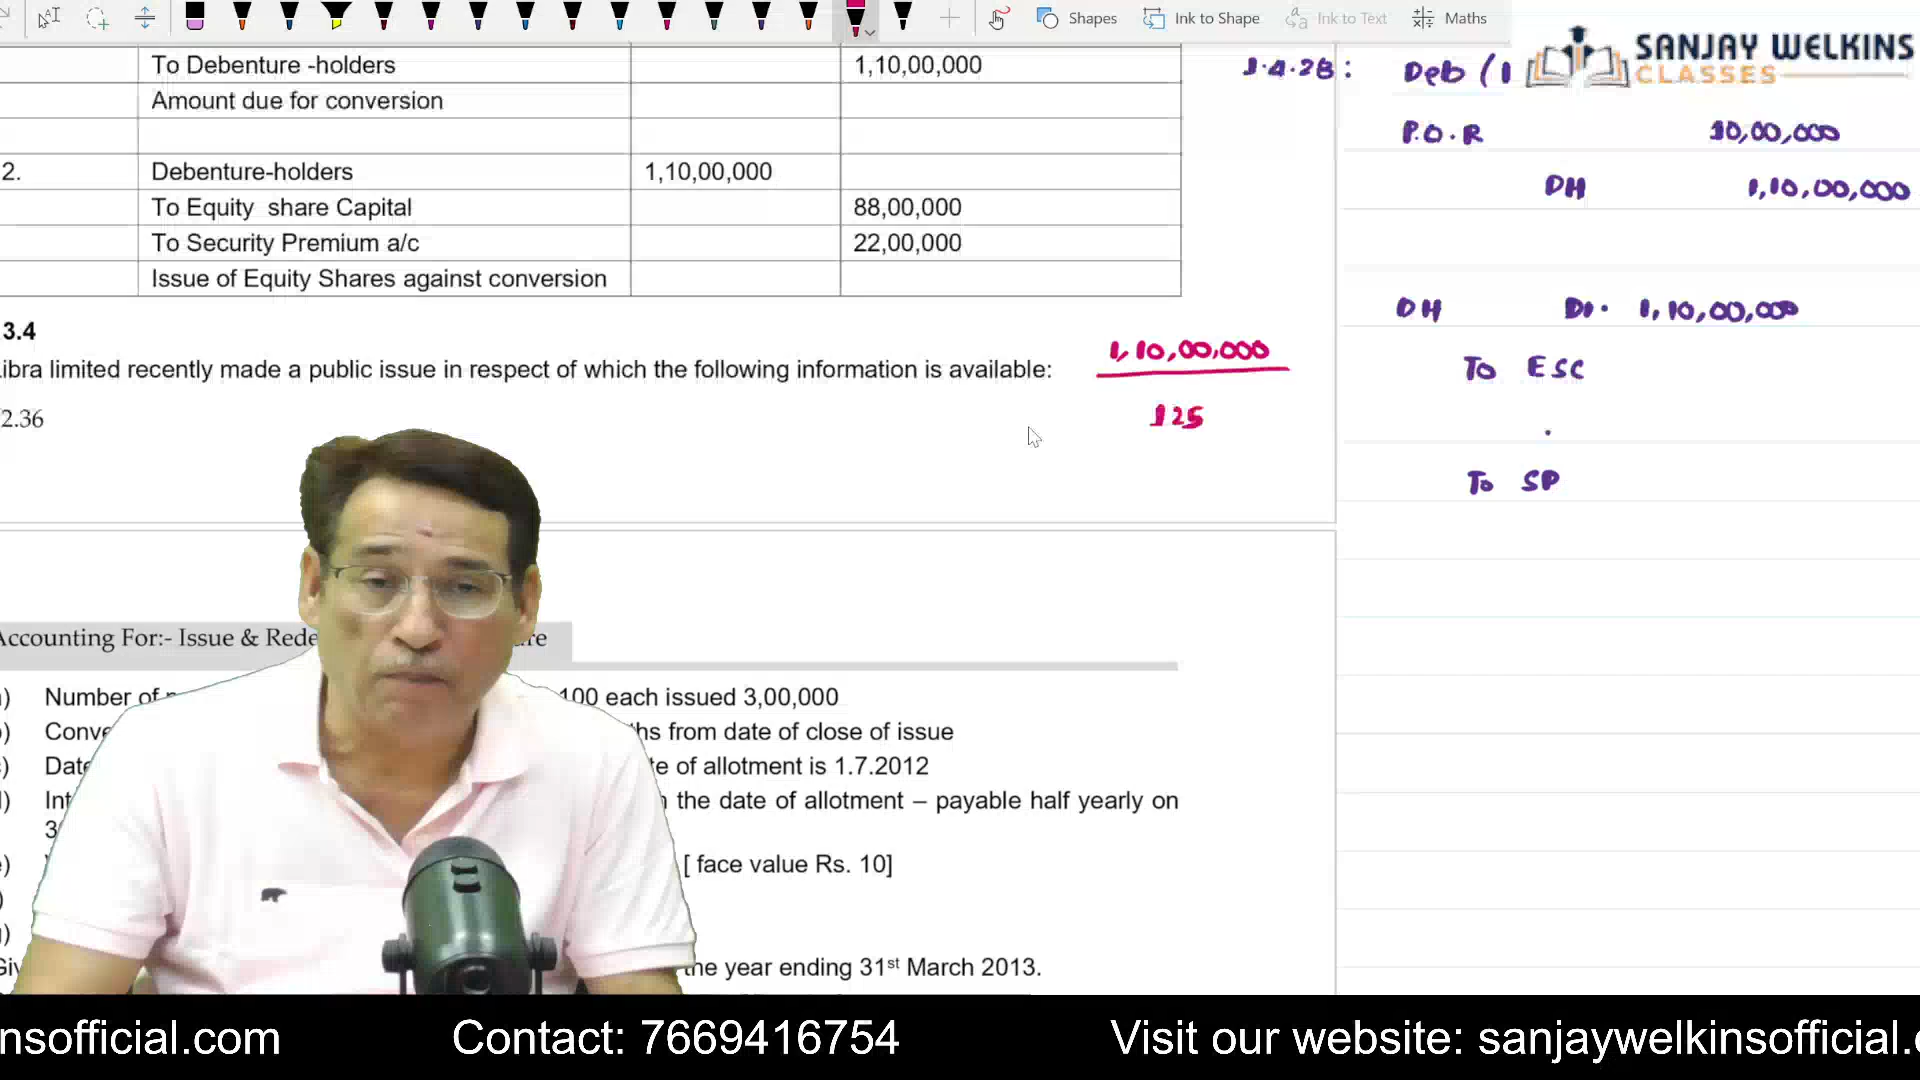 Shapes
Ink to Shape
Ink to Text
Maths
SANJAY WELKINS
CLASSES
To Debenture -holders 1,10,00,000
Amount due for conversion
2. Debenture-holders 1,10,00,000
To Equity share Capital 88,00,000
To Security Premium a/c 22,00,000
Issue of Equity Shares against conversion
3.4
ibra limited recently made a public issue in respect of which the following information is available:
2.36
1,10,00,000
125
1.4.28: Deb (1
P.O.R 10,00,000
DH 1,10,00,000
DH Dr. 1,10,00,000
To ESC
To SP
Accounting For:- Issue & Rede
re
) Number of 100 each issued 3,00,000
) Conve hs from date of close of issue
) Date e of allotment is 1.7.2012
) Int the date of allotment – payable half yearly on
3
) [ face value Rs. 10]
)
)
Giv the year ending 31st March 2013.
nsofficial.com Contact: 7669416754 Visit our website: sanjaywelkinsofficial.c